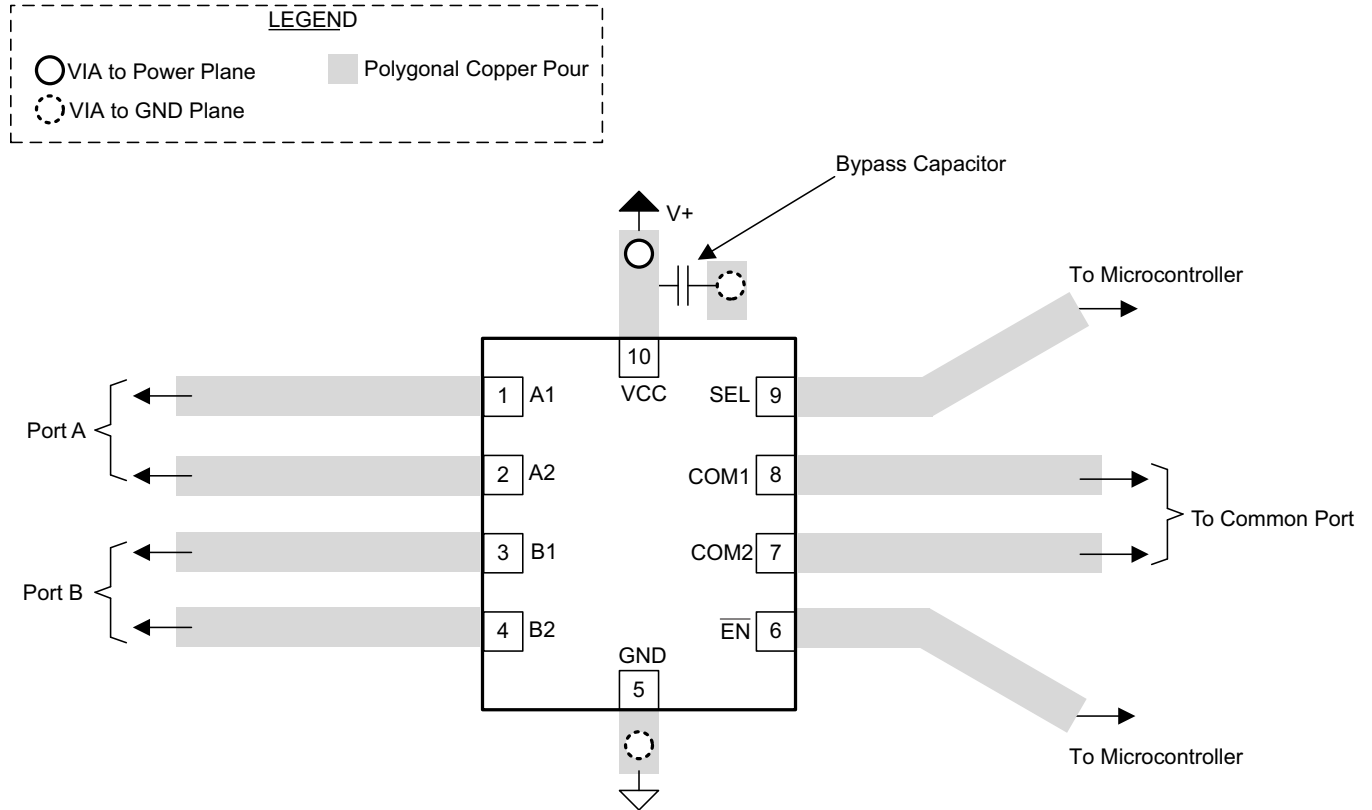 LEGEND
VIA to Power Plane
Polygonal Copper Pour
VIA to GND Plane
Bypass Capacitor
V+
To Microcontroller
10
VCC
1 A1
SEL 9
Port A
2 A2
COM1 8
To Common Port
3 B1
COM2 7
Port B
4 B2
EN 6
GND
5
To Microcontroller